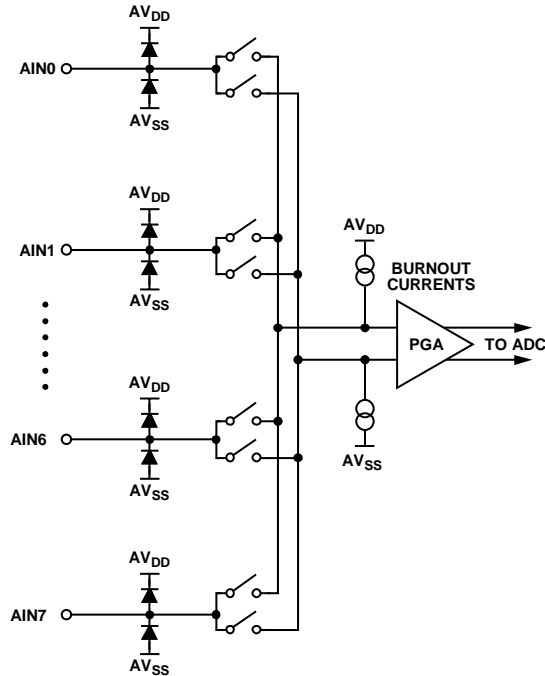 AVDD
AIN0
AVSS
AVDD
AIN1
AVSS
AVDD
BURNOUT
CURRENTS
PGA
TO ADC
AVDD
AIN6
AVSS
AVSS
AVDD
AIN7
AVSS